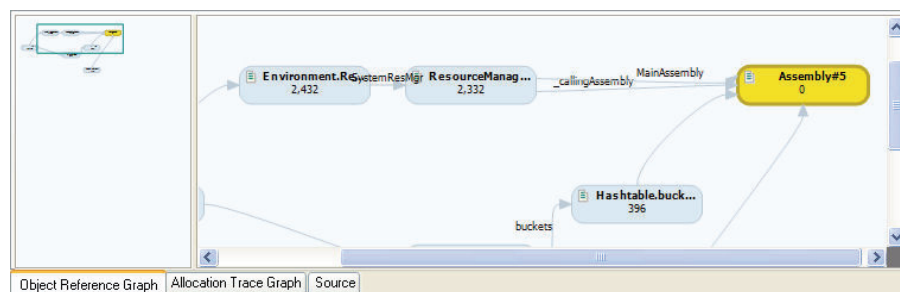 Environment.Re...
SystemResMgr
ResourceManag...
_callingAssembly
MainAssembly
Assembly#5
2,432
2,332
0
Hashtable.buck...
396
buckets
Object Reference Graph
Allocation Trace Graph
Source